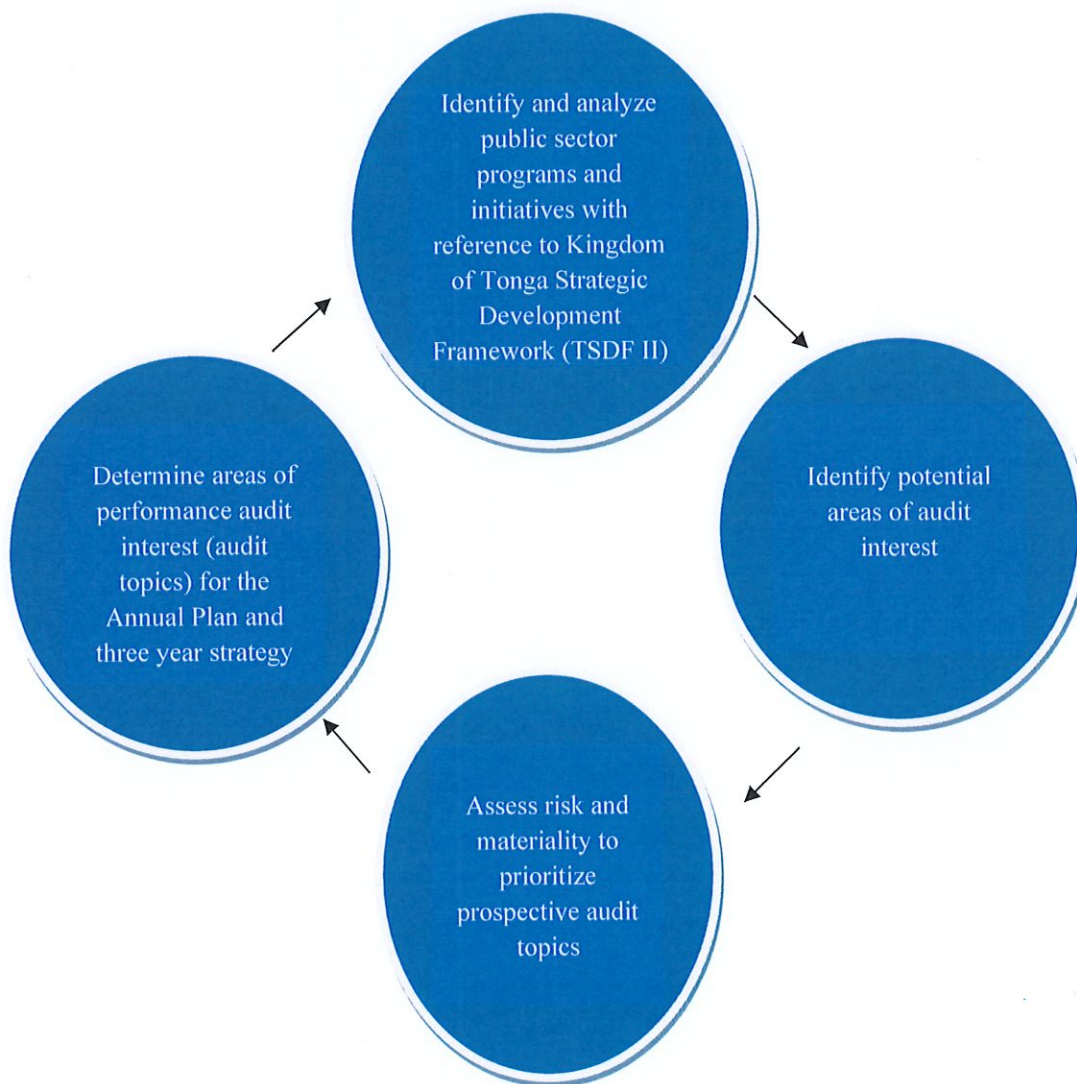 Identify and analyze
public sector
programs and
initiatives with
reference to Kingdom
of Tonga Strategic
Development
Framework (TSDF II)
Identify potential
areas of audit
interest
Assess risk and
materiality to
prioritize
prospective audit
topics
Determine areas of
performance audit
interest (audit
topics) for the
Annual Plan and
three year strategy